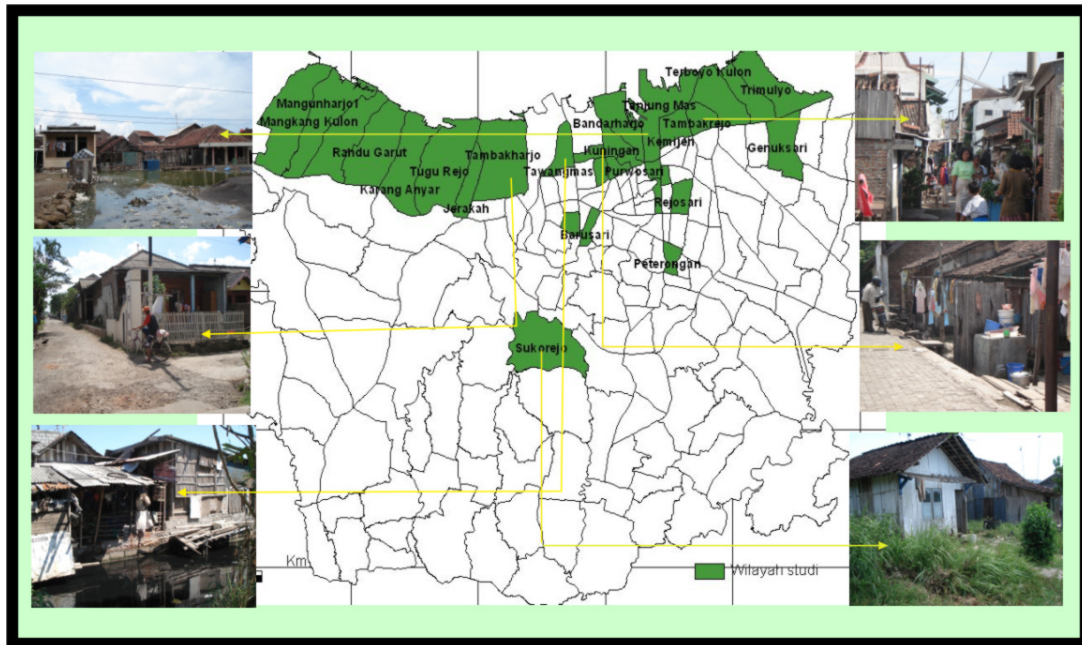 Terboyo Kulon
Mangunharjo1
Tanjung Mas
Trimulyo
Mangkang Kulon
Bandarharjo
Tambakrejo
Kemijen
Randu Garut
Tambakharjo
Kuningan
Genuksari
Tugu Rejo
Tawangmas
Purwosari
Karang Anyar
Jerakah
Rejosari
Barusari
Peterongan
Sukorejo
Km
Wilayah studi